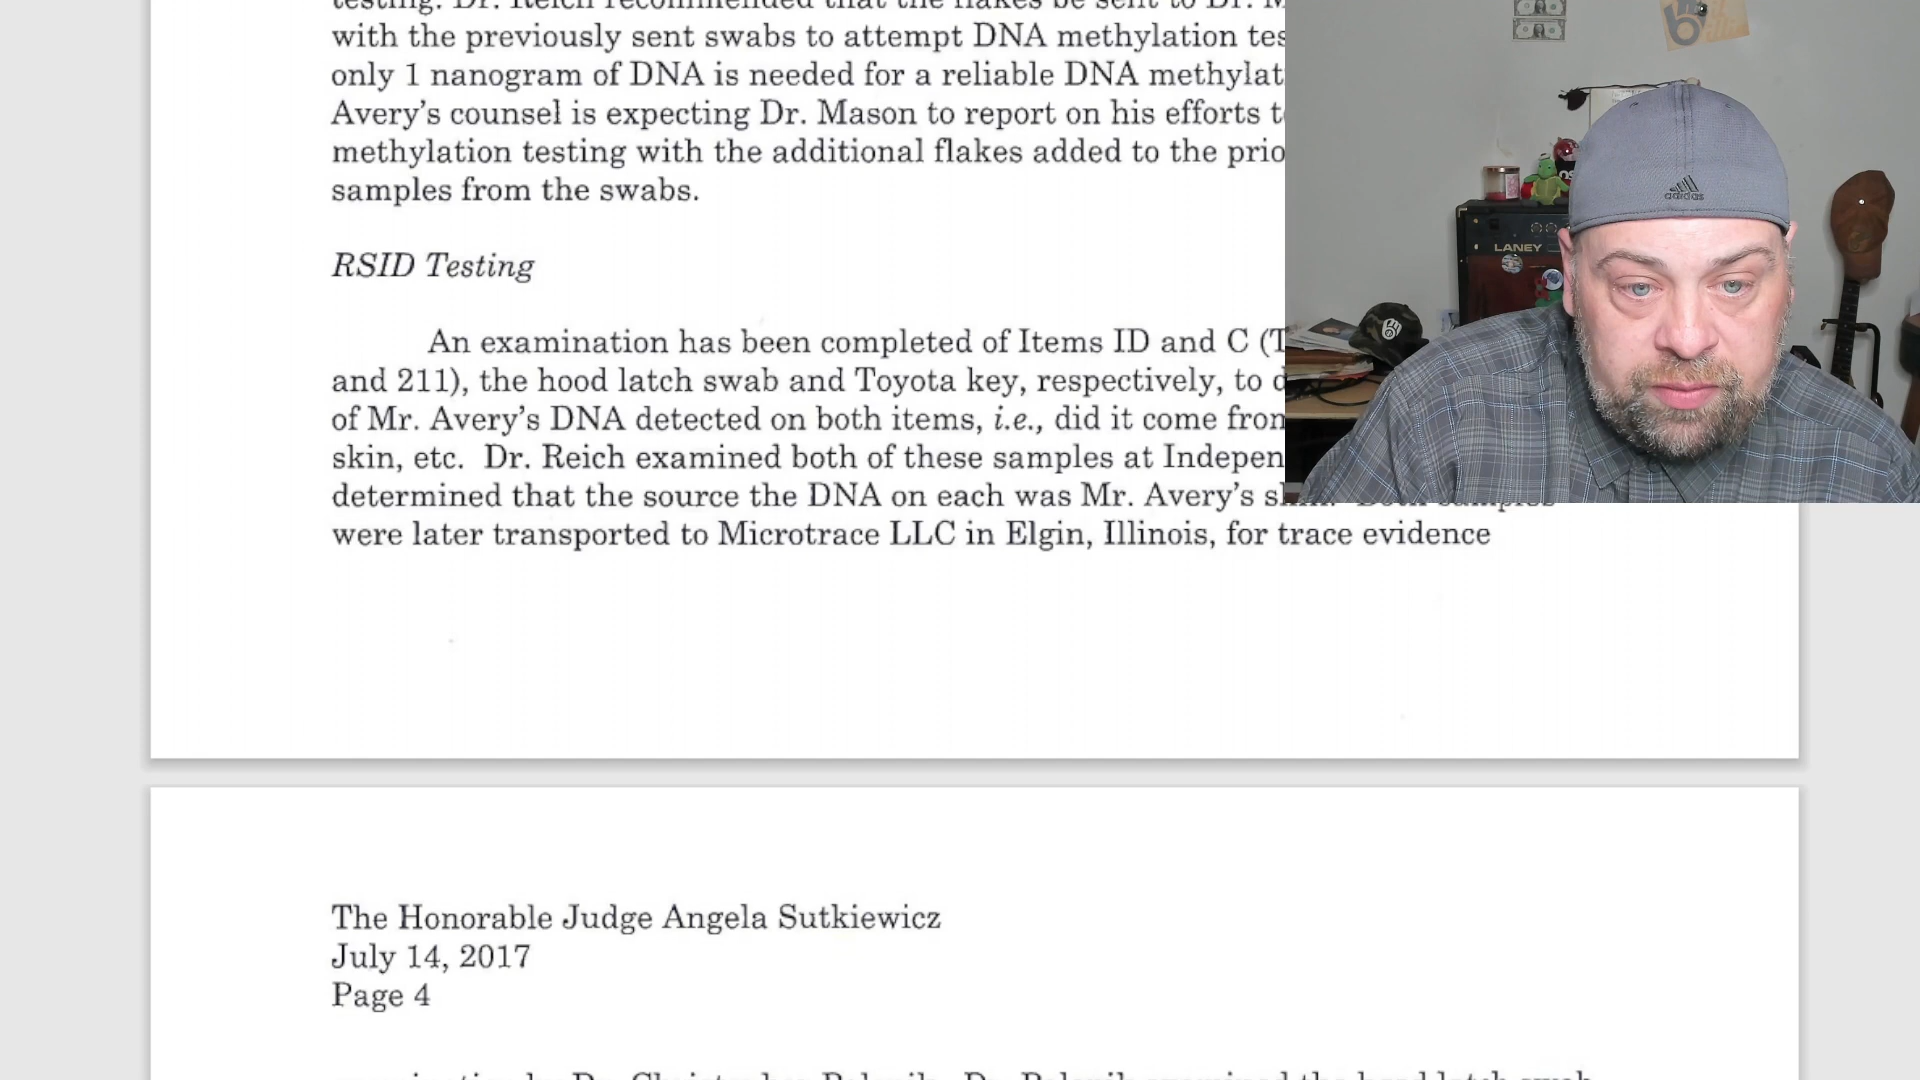 with the previously sent swabs to attempt DNA methylation tes
only 1 nanogram of DNA is needed for a reliable DNA methylat
Avery's counsel is expecting Dr. Mason to report on his efforts t
methylation testing with the additional flakes added to the prio
samples from the swabs.
RSID Testing
An examination has been completed of Items ID and C (T
and 211), the hood latch swab and Toyota key, respectively, to d
of Mr. Avery's DNA detected on both items, i.e., did it come from
skin, etc. Dr. Reich examined both of these samples at Indepen
determined that the source the DNA on each was Mr. Avery's
were later transported to Microtrace LLC in Elgin, Illinois, for trace evidence
The Honorable Judge Angela Sutkiewicz
July 14, 2017
Page 4
LANEY
adidas